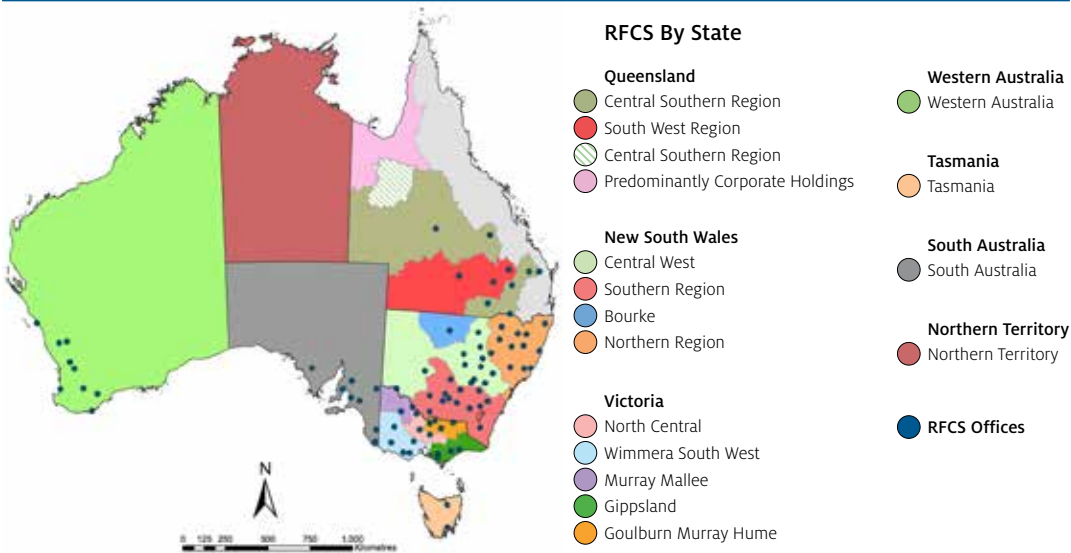 RFCS By State
Queensland
Central Southern Region
South West Region
Central Southern Region
Predominantly Corporate Holdings
New South Wales
Central West
Southern Region
Bourke
Northern Region
Victoria
North Central
Wimmera South West
Murray Mallee
Gippsland
Goulburn Murray Hume
Western Australia
Western Australia
Tasmania
Tasmania
South Australia
South Australia
Northern Territory
Northern Territory
RFCS Offices
N
0 125 250 500 750 1,000
Kilometres